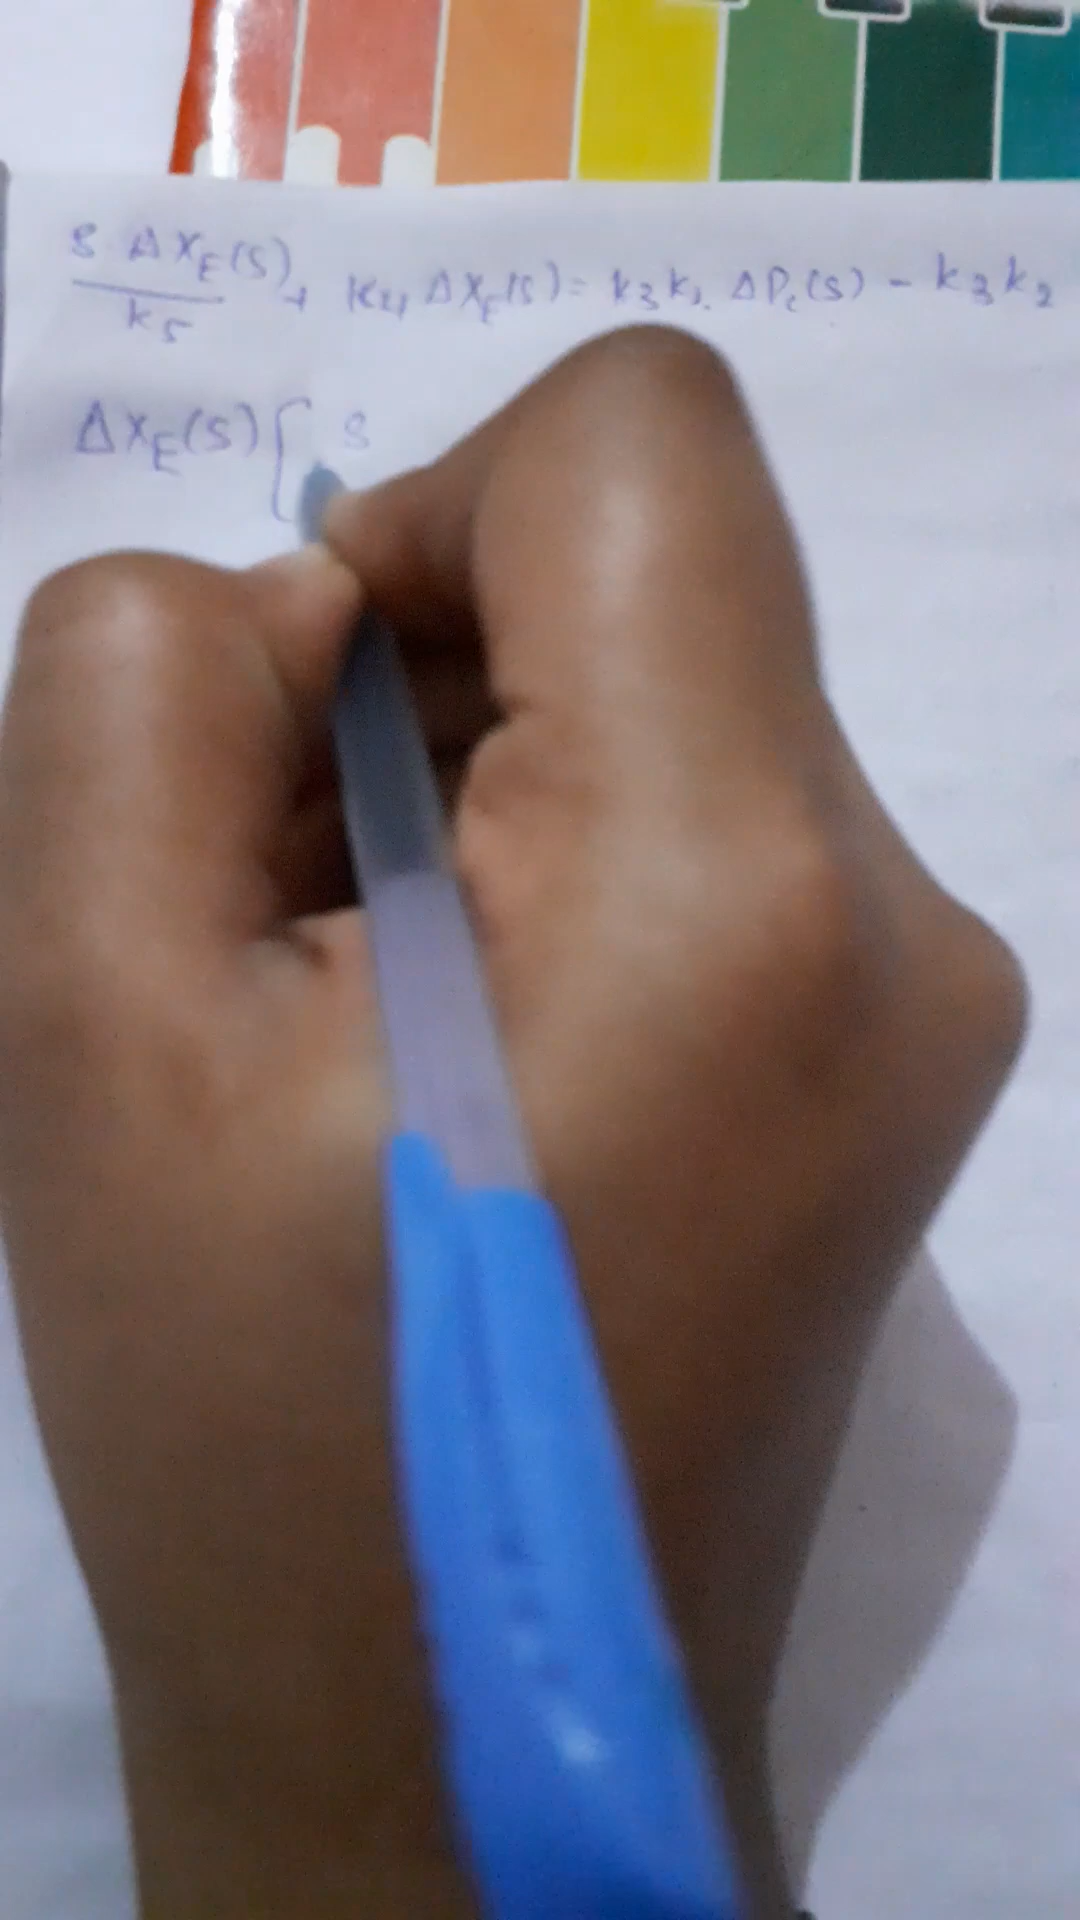 S ΔX_E(S)/K5 + K4 ΔX_E(S) = K3K1. ΔP_c(S) - K3K2
ΔX_E(S) [ S